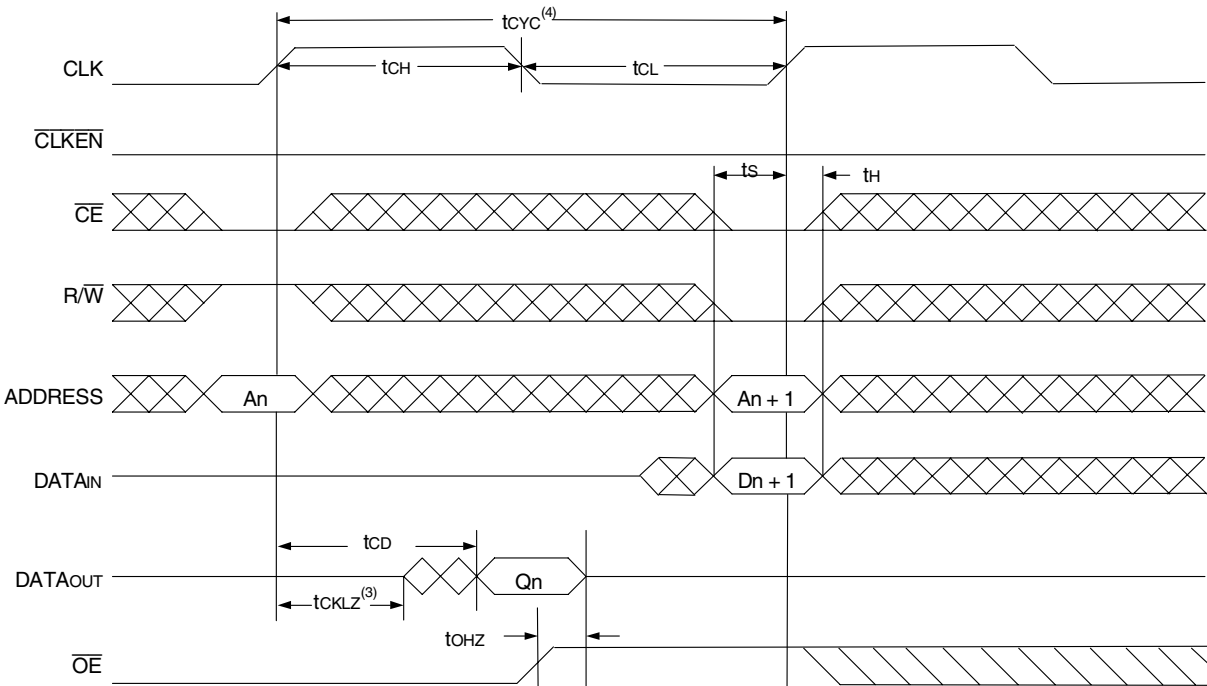 tCYC(4)
CLK
tCH
tCL
CLKEN
tS
tH
CE
R/W
ADDRESS
An
An + 1
DATAIN
Dn + 1
tCD
DATAOUT
Qn
tCKLZ(3)
tOHZ
OE